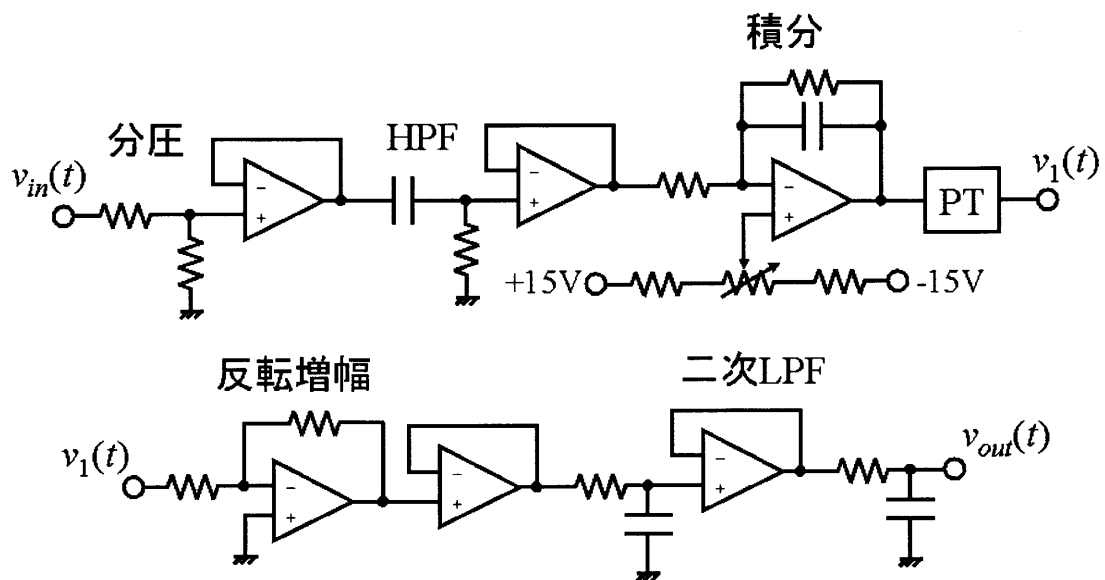 積分
分圧
HPF
v_in(t)
v_1(t)
PT
+15V
-15V
反転増幅
二次LPF
v_1(t)
v_out(t)